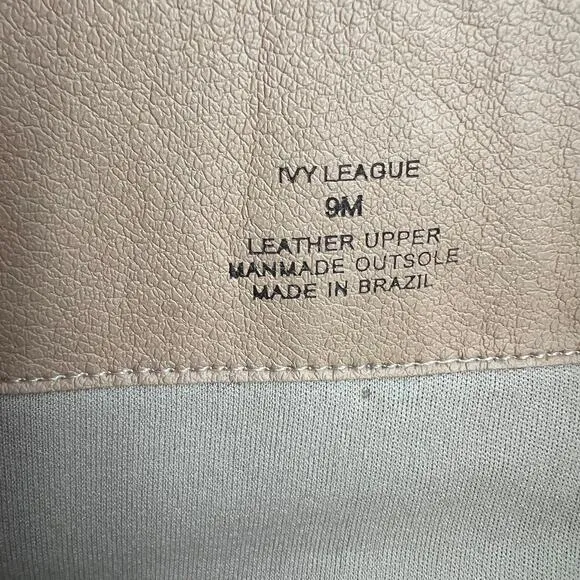 IVY LEAGUE
9M
LEATHER UPPER
MANMADE OUTSOLE
MADE IN BRAZIL